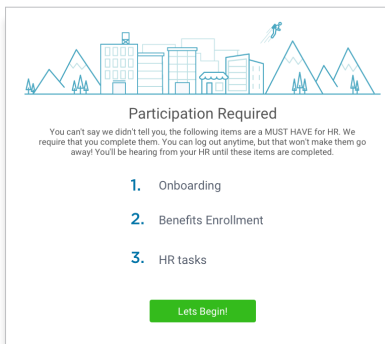 Participation Required
You can't say we didn't tell you, the following items are a MUST HAVE for HR. We
require that you complete them. You can log out anytime, but that won't make them go
away! You'll be hearing from your HR until these items are completed.
1. Onboarding
2. Benefits Enrollment
3. HR tasks
Lets Begin!